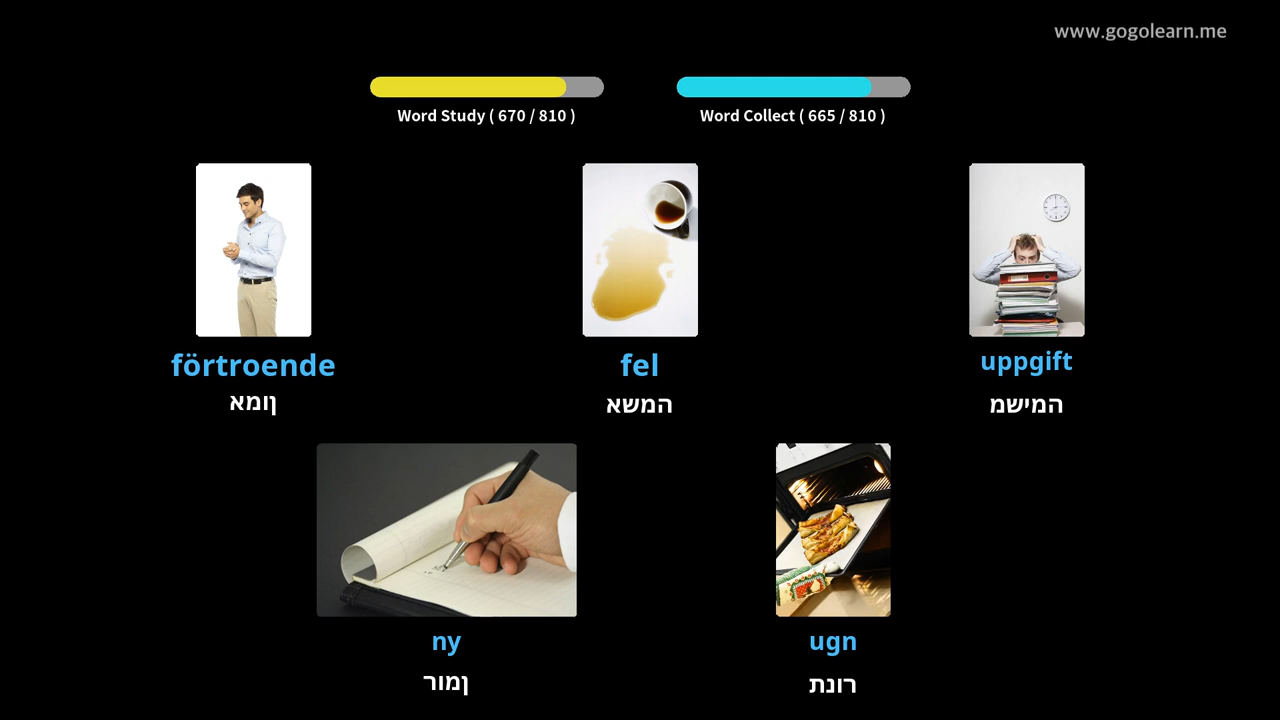 www.gogolearn.me
Word Study ( 670 / 810 )
Word Collect ( 665 / 810 )
förtroende
ןומא
fel
המשא
uppgift
המישמ
ny
ןמור
ugn
רונת